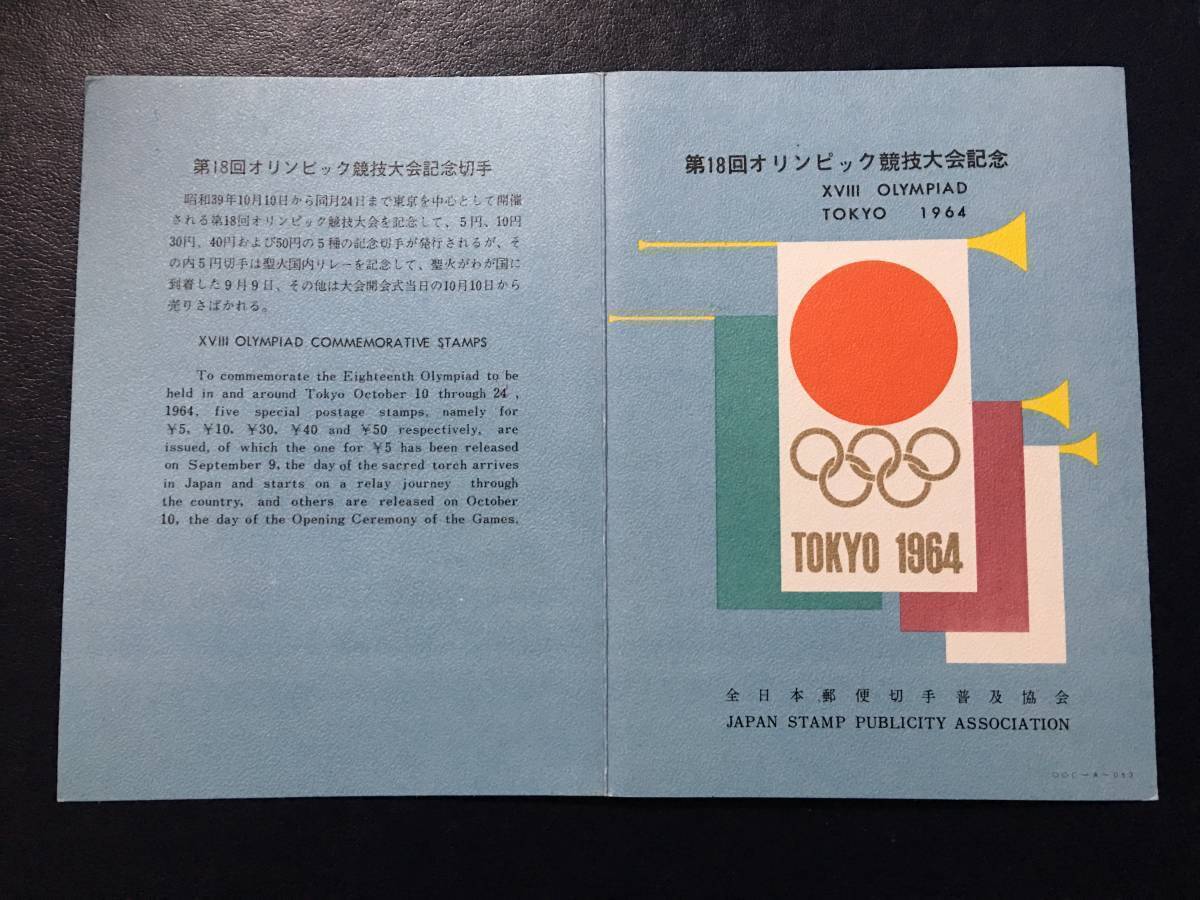 第18回オリンピック競技大会記念切手
昭和39年10月10日から同月24日まで東京を中心として開催
される第18回オリンピック競技大会を記念して、5円、10円
30円、40円および50円の5種の記念切手が発行されるが、そ
の内5円切手は聖火国内リレーを記念して、聖火がわが国に
到着した9月9日、その他は大会開会式当日の10月10日から
売りさばかれる。
XVIII OLYMPIAD COMMEMORATIVE STAMPS
To commemorate the Eighteenth Olympiad to be
held in and around Tokyo October 10 through 24,
1964, five special postage stamps, namely for
¥5, ¥10, ¥30, ¥40 and ¥50 respectively, are
issued, of which the one for ¥5 has been released
on September 9, the day of the sacred torch arrives
in Japan and starts on a relay journey through
the country, and others are released on October
10, the day of the Opening Ceremony of the Games.
第18回オリンピック競技大会記念
XVIII OLYMPIAD
TOKYO 1964
TOKYO 1964
全日本郵便切手普及協会
JAPAN STAMP PUBLICITY ASSOCIATION